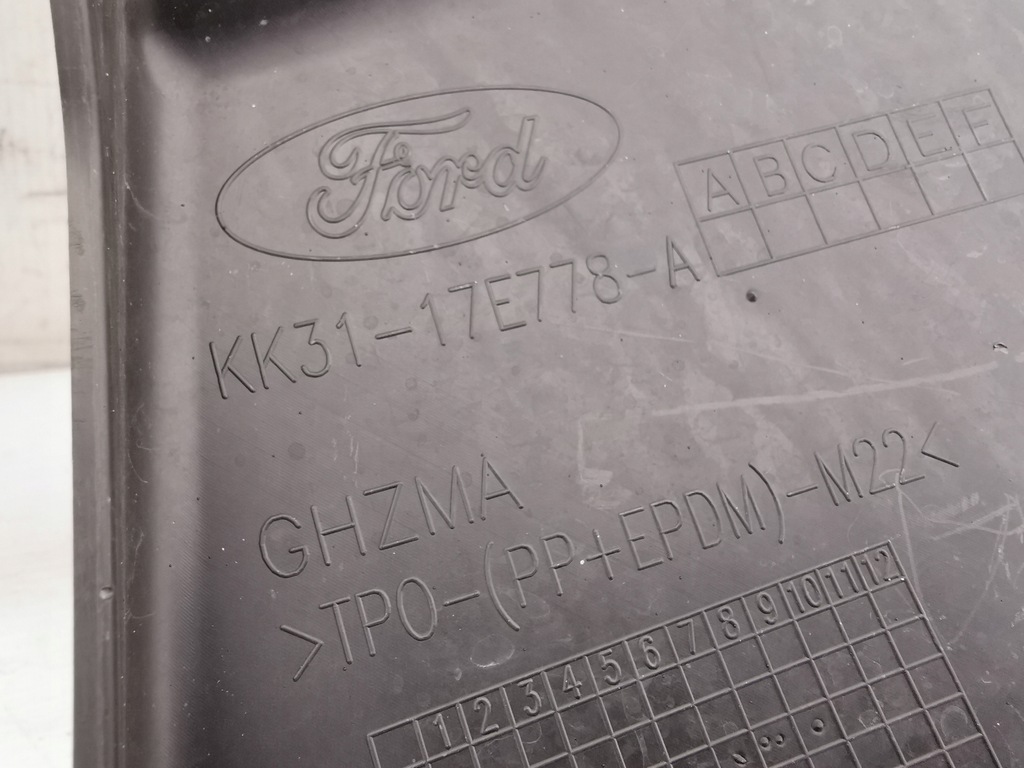 Ford
A B C D E F
KK31-17E778-A
GHZMA
>TPO-(PP+EPDM)-M22<
1 2 3 4 5 6 7 8 9 10 11 12